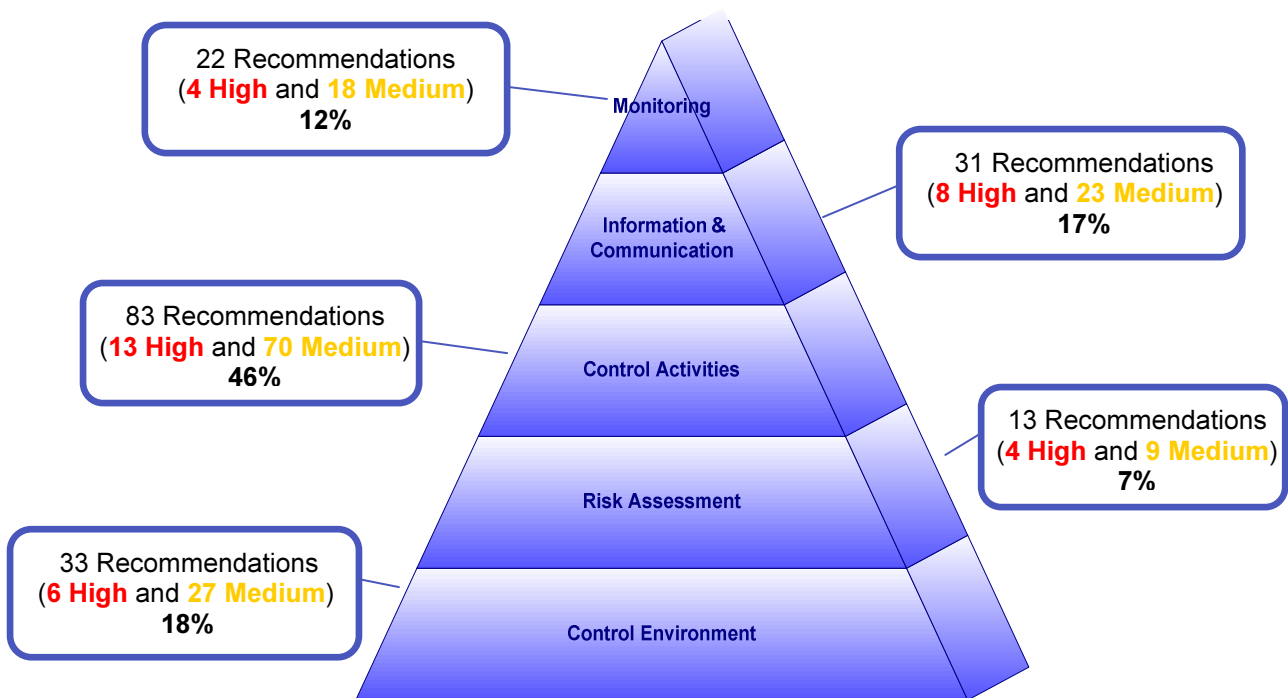 22 Recommendations
(4 High and 18 Medium)
12%
Monitoring
31 Recommendations
(8 High and 23 Medium)
17%
Information &
Communication
83 Recommendations
(13 High and 70 Medium)
46%
Control Activities
13 Recommendations
(4 High and 9 Medium)
7%
Risk Assessment
33 Recommendations
(6 High and 27 Medium)
18%
Control Environment